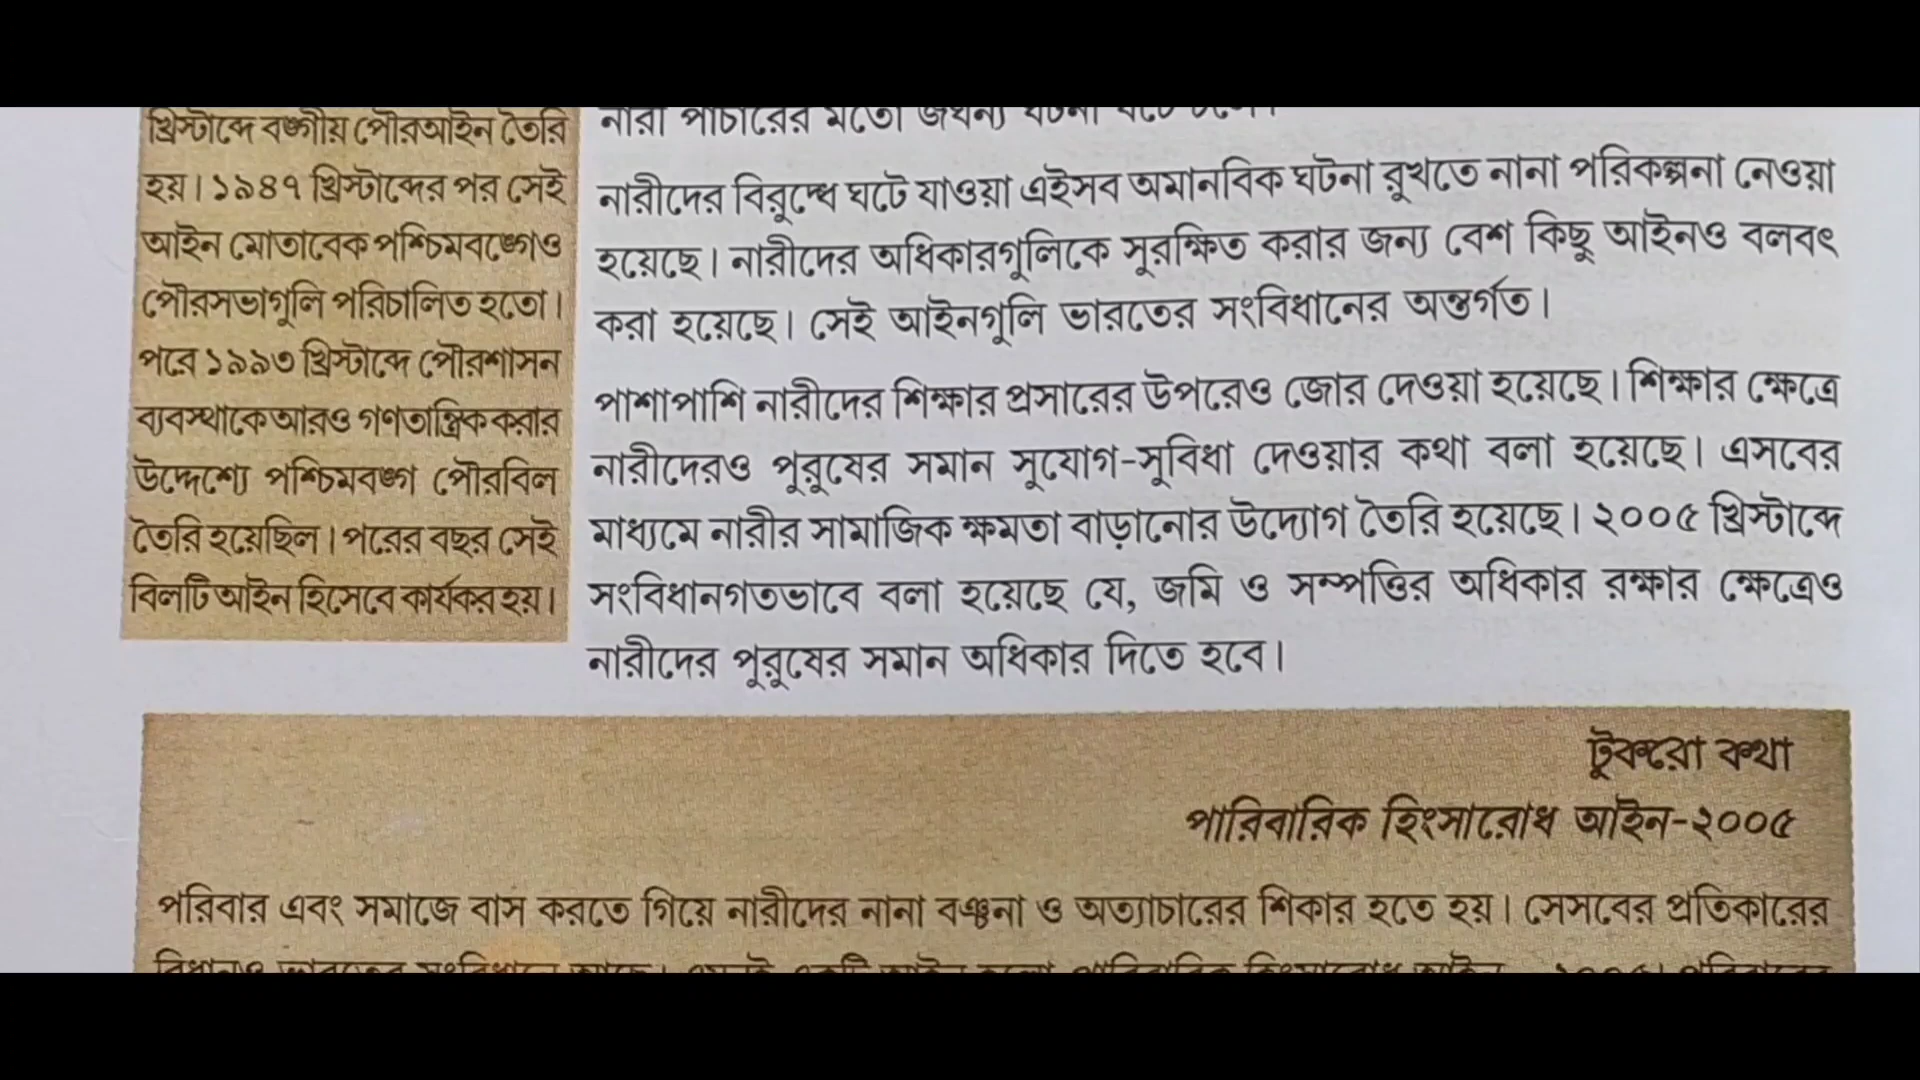 খ্রিস্টাব্দে বঙ্গীয় পৌরআইন তৈরি
হয়। ১৯৪৭ খ্রিস্টাব্দের পর সেই
আইন মোতাবেক পশ্চিমবঙ্গেও
পৌরসভাগুলি পরিচালিত হতো।
পরে ১৯৯৩ খ্রিস্টাব্দে পৌরশাসন
ব্যবস্থাকে আরও গণতান্ত্রিক করার
উদ্দেশ্যে পশ্চিমবঙ্গ পৌরবিল
তৈরি হয়েছিল। পরের বছর সেই
বিলটি আইন হিসেবে কার্যকর হয়।
নারী পাচারের মতো জঘন্য ঘটনা ঘটে চলে।
নারীদের বিরুদ্ধে ঘটে যাওয়া এইসব অমানবিক ঘটনা রুখতে নানা পরিকল্পনা নেওয়া
হয়েছে। নারীদের অধিকারগুলিকে সুরক্ষিত করার জন্য বেশ কিছু আইনও বলবৎ
করা হয়েছে। সেই আইনগুলি ভারতের সংবিধানের অন্তর্গত।
পাশাপাশি নারীদের শিক্ষার প্রসারের উপরেও জোর দেওয়া হয়েছে। শিক্ষার ক্ষেত্রে
নারীদেরও পুরুষের সমান সুযোগ-সুবিধা দেওয়ার কথা বলা হয়েছে। এসবের
মাধ্যমে নারীর সামাজিক ক্ষমতা বাড়ানোর উদ্যোগ তৈরি হয়েছে। ২০০৫ খ্রিস্টাব্দে
সংবিধানগতভাবে বলা হয়েছে যে, জমি ও সম্পত্তির অধিকার রক্ষার ক্ষেত্রেও
নারীদের পুরুষের সমান অধিকার দিতে হবে।
টুকরো কথা
পারিবারিক হিংসারোধ আইন-২০০৫
পরিবার এবং সমাজে বাস করতে গিয়ে নারীদের নানা বঞ্চনা ও অত্যাচারের শিকার হতে হয়। সেসবের প্রতিকারের